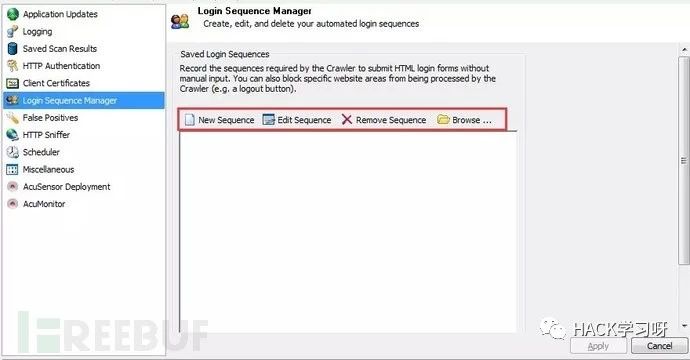 Application Updates
Logging
Saved Scan Results
HTTP Authentication
Client Certificates
Login Sequence Manager
False Positives
HTTP Sniffer
Scheduler
Miscellaneous
AcuSensor Deployment
AcuMonitor
Login Sequence Manager
Create, edit, and delete your automated login sequences
Saved Login Sequences
Record the sequences required by the Crawler to submit HTML login forms without
manual input. You can also block specific website areas from being processed by the
Crawler (e.g. a logout button).
New Sequence Edit Sequence Remove Sequence Browse ...
REEBUF
HACK学习呀
Apply Cancel